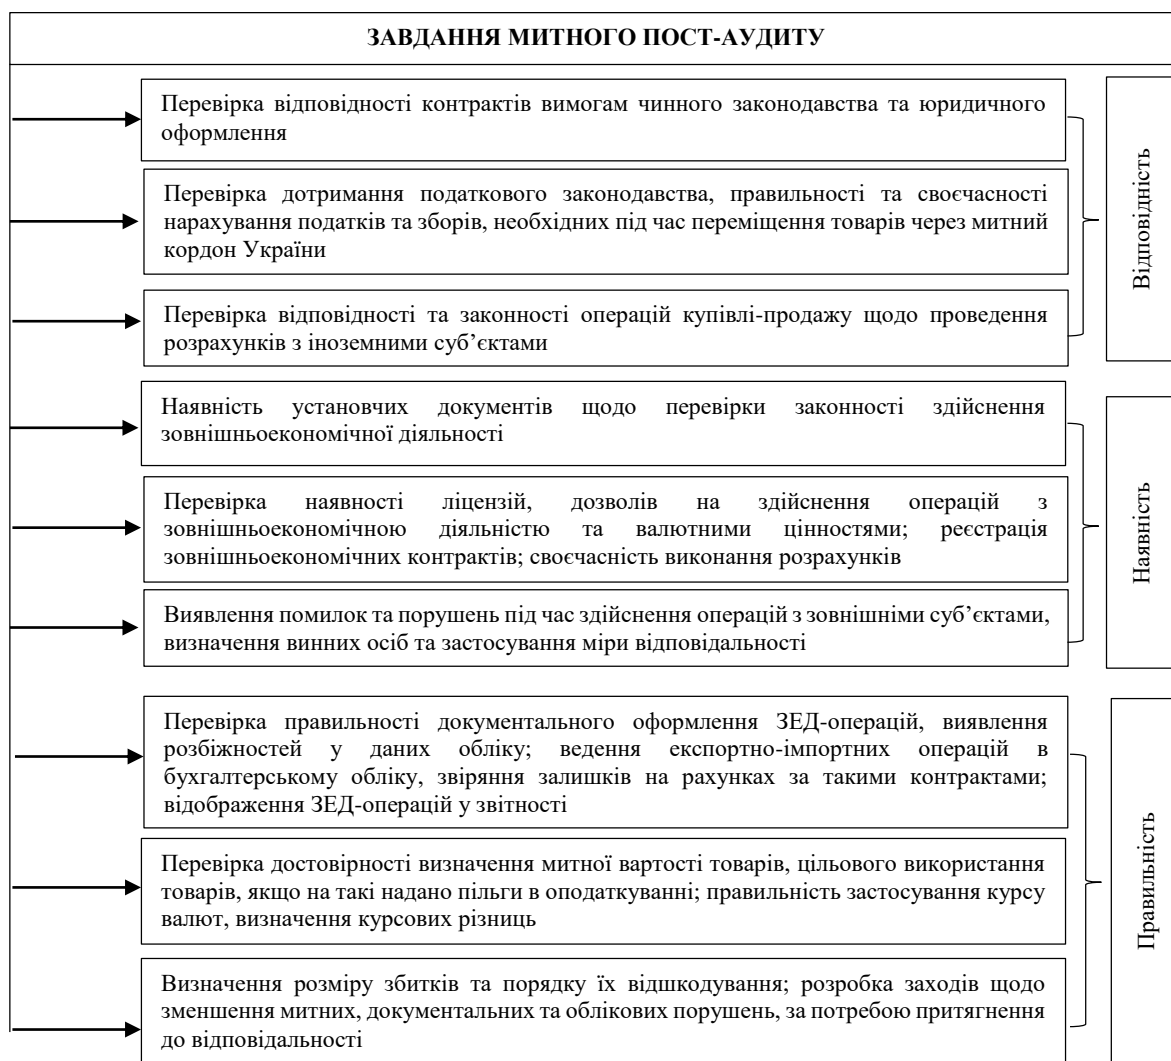 ЗАВДАННЯ МИТНОГО ПОСТ-АУДИТУ
Перевірка відповідності контрактів вимогам чинного законодавства та юридичного
оформлення
Перевірка дотримання податкового законодавства, правильності та своєчасності
нарахування податків та зборів, необхідних під час переміщення товарів через митний
кордон України
Перевірка відповідності та законності операцій купівлі-продажу щодо проведення
розрахунків з іноземними суб’єктами
Відповідність
Наявність установчих документів щодо перевірки законності здійснення
зовнішньоекономічної діяльності
Перевірка наявності ліцензій, дозволів на здійснення операцій з
зовнішньоекономічною діяльністю та валютними цінностями; реєстрація
зовнішньоекономічних контрактів; своєчасність виконання розрахунків
Виявлення помилок та порушень під час здійснення операцій з зовнішніми суб’єктами,
визначення винних осіб та застосування міри відповідальності
Наявність
Перевірка правильності документального оформлення ЗЕД-операцій, виявлення
розбіжностей у даних обліку; ведення експортно-імпортних операцій в
бухгалтерському обліку, звіряння залишків на рахунках за такими контрактами;
відображення ЗЕД-операцій у звітності
Перевірка достовірності визначення митної вартості товарів, цільового використання
товарів, якщо на такі надано пільги в оподаткуванні; правильність застосування курсу
валют, визначення курсових різниць
Визначення розміру збитків та порядку їх відшкодування; розробка заходів щодо
зменшення митних, документальних та облікових порушень, за потребою притягнення
до відповідальності
Правильність